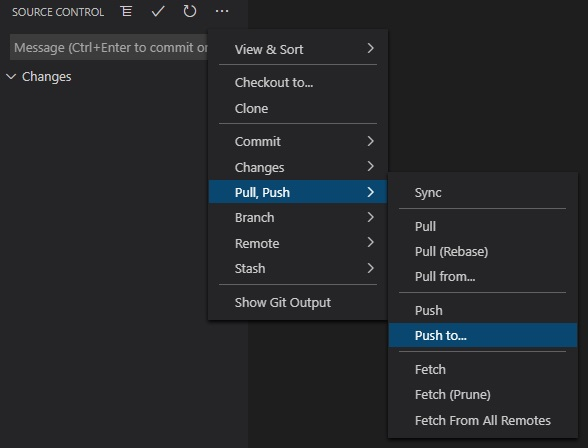 SOURCE CONTROL
Message (Ctrl+Enter to commit or
Changes
View & Sort
Checkout to...
Clone
Commit
Changes
Pull, Push
Branch
Remote
Stash
Show Git Output
Sync
Pull
Pull (Rebase)
Pull from...
Push
Push to...
Fetch
Fetch (Prune)
Fetch From All Remotes